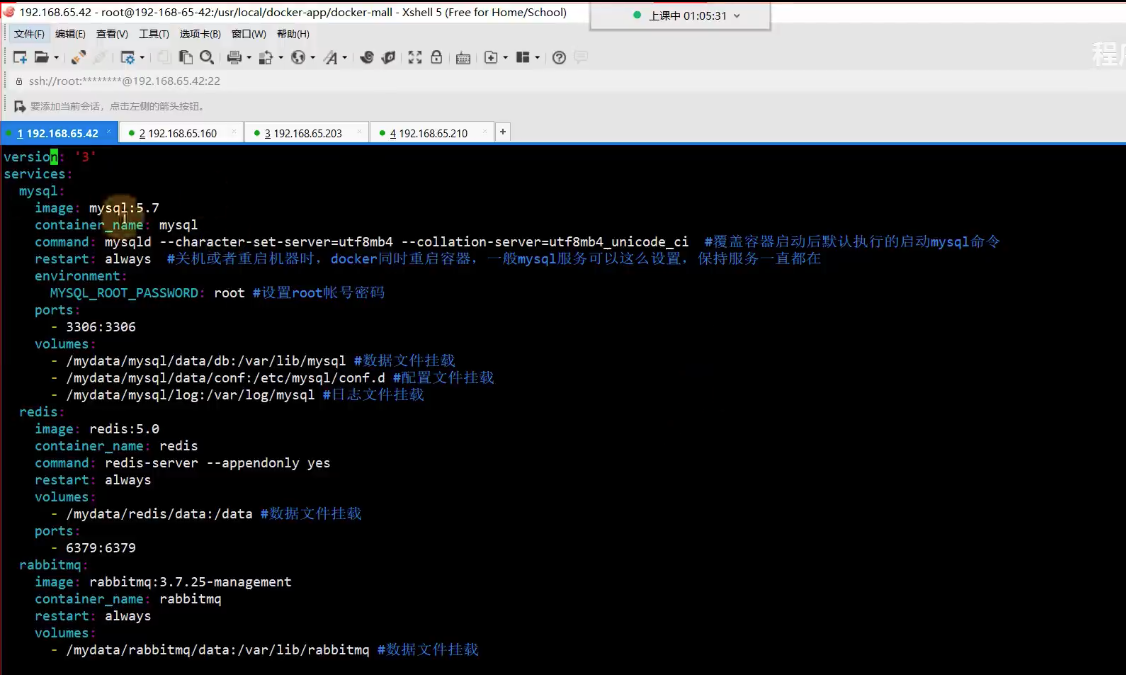 192.168.65.42 - root@192-168-65-42:/usr/local/docker-app/docker-mall - Xshell 5 (Free for Home/School)
上课中 01:05:31
文件(F) 编辑(E) 查看(V) 工具(T) 选项卡(B) 窗口(W) 帮助(H)
程
ssh://root:********@192.168.65.42:22
要添加当前会话，点击左侧的箭头按钮。
1 192.168.65.42 × 2 192.168.65.160 × 3 192.168.65.203 × 4 192.168.65.210 × +
version: '3'
services:
  mysql:
    image: mysql:5.7
    container_name: mysql
    command: mysqld --character-set-server=utf8mb4 --collation-server=utf8mb4_unicode_ci  #覆盖容器启动后默认执行的启动mysql命令
    restart: always  #关机或者重启机器时，docker同时重启容器，一般mysql服务可以这么设置，保持服务一直都在
    environment:
      MYSQL_ROOT_PASSWORD: root #设置root帐号密码
    ports:
      - 3306:3306
    volumes:
      - /mydata/mysql/data/db:/var/lib/mysql #数据文件挂载
      - /mydata/mysql/data/conf:/etc/mysql/conf.d #配置文件挂载
      - /mydata/mysql/log:/var/log/mysql #日志文件挂载
  redis:
    image: redis:5.0
    container_name: redis
    command: redis-server --appendonly yes
    restart: always
    volumes:
      - /mydata/redis/data:/data #数据文件挂载
    ports:
      - 6379:6379
  rabbitmq:
    image: rabbitmq:3.7.25-management
    container_name: rabbitmq
    restart: always
    volumes:
      - /mydata/rabbitmq/data:/var/lib/rabbitmq #数据文件挂载